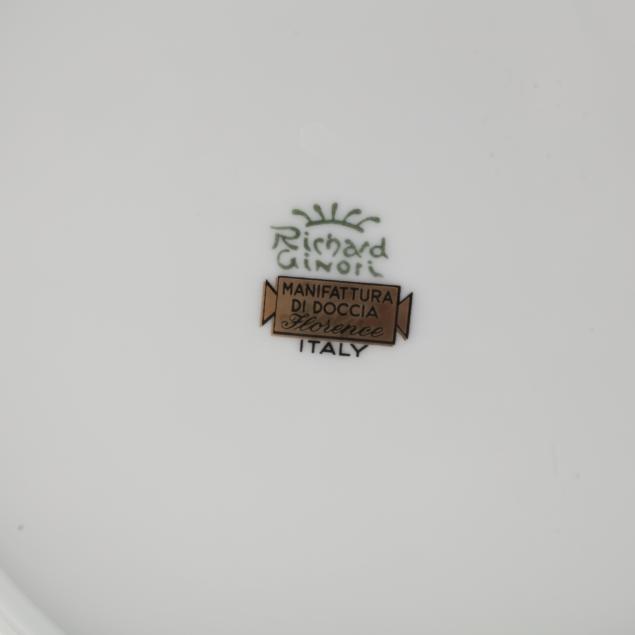 Richard
Ginori
MANIFATTURA
DI DOCCIA
Florence
ITALY